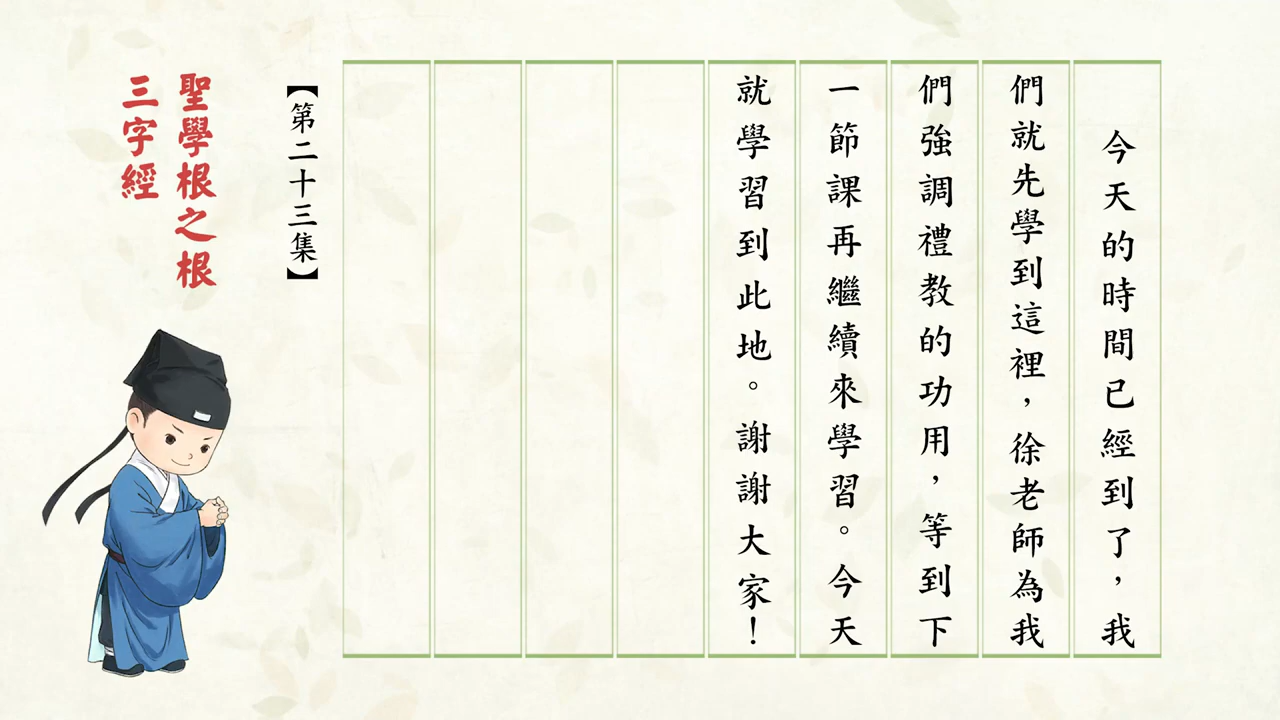 今天的時間已經到了，我
們就先學到這裡，徐老師為我
們強調禮教的功用，等到下
一節課再繼續來學習。今天
就學習到此地。謝謝大家！
【第二十三集】
聖學根之根
三字經